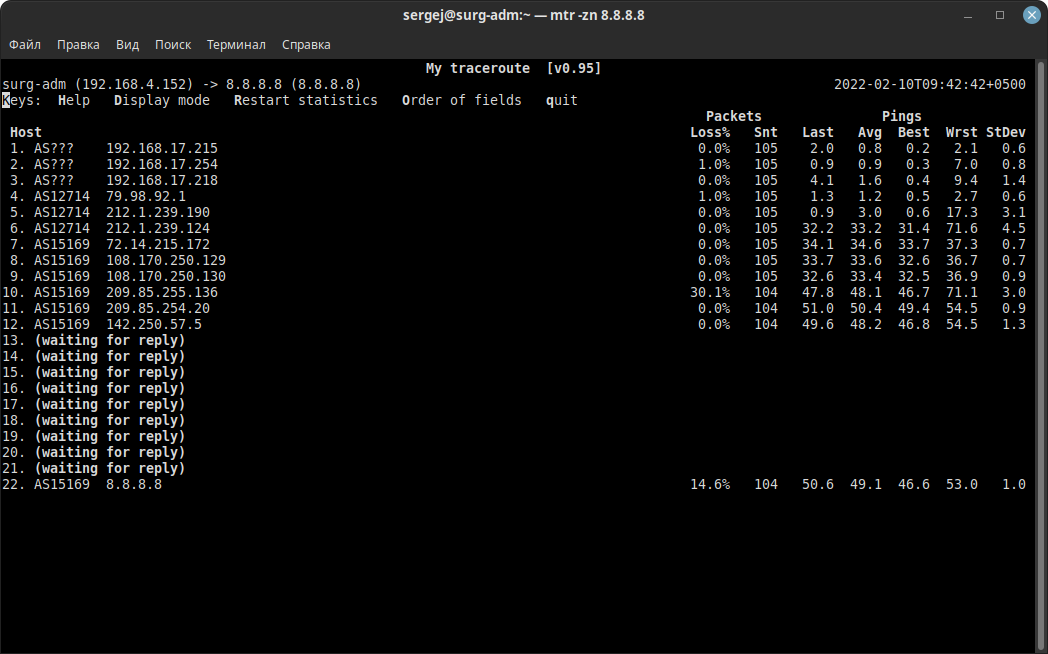 sergej@surg-adm:~ — mtr -zn 8.8.8.8
Файл Правка Вид Поиск Терминал Справка
My traceroute [v0.95]
surg-adm (192.168.4.152) -> 8.8.8.8 (8.8.8.8) 2022-02-10T09:42:42+0500
Keys: Help Display mode Restart statistics Order of fields quit
Packets Pings
Host Loss% Snt Last Avg Best Wrst StDev
1. AS??? 192.168.17.215 0.0% 105 2.0 0.8 0.2 2.1 0.6
2. AS??? 192.168.17.254 1.0% 105 0.9 0.9 0.3 7.0 0.8
3. AS??? 192.168.17.218 0.0% 105 4.1 1.6 0.4 9.4 1.4
4. AS12714 79.98.92.1 1.0% 105 1.3 1.2 0.5 2.7 0.6
5. AS12714 212.1.239.190 0.0% 105 0.9 3.0 0.6 17.3 3.1
6. AS12714 212.1.239.124 0.0% 105 32.2 33.2 31.4 71.6 4.5
7. AS15169 72.14.215.172 0.0% 105 34.1 34.6 33.7 37.3 0.7
8. AS15169 108.170.250.129 0.0% 105 33.7 33.6 32.6 36.7 0.7
9. AS15169 108.170.250.130 0.0% 105 32.6 33.4 32.5 36.9 0.9
10. AS15169 209.85.255.136 30.1% 104 47.8 48.1 46.7 71.1 3.0
11. AS15169 209.85.254.20 0.0% 104 51.0 50.4 49.4 54.5 0.9
12. AS15169 142.250.57.5 0.0% 104 49.6 48.2 46.8 54.5 1.3
13. (waiting for reply)
14. (waiting for reply)
15. (waiting for reply)
16. (waiting for reply)
17. (waiting for reply)
18. (waiting for reply)
19. (waiting for reply)
20. (waiting for reply)
21. (waiting for reply)
22. AS15169 8.8.8.8 14.6% 104 50.6 49.1 46.6 53.0 1.0